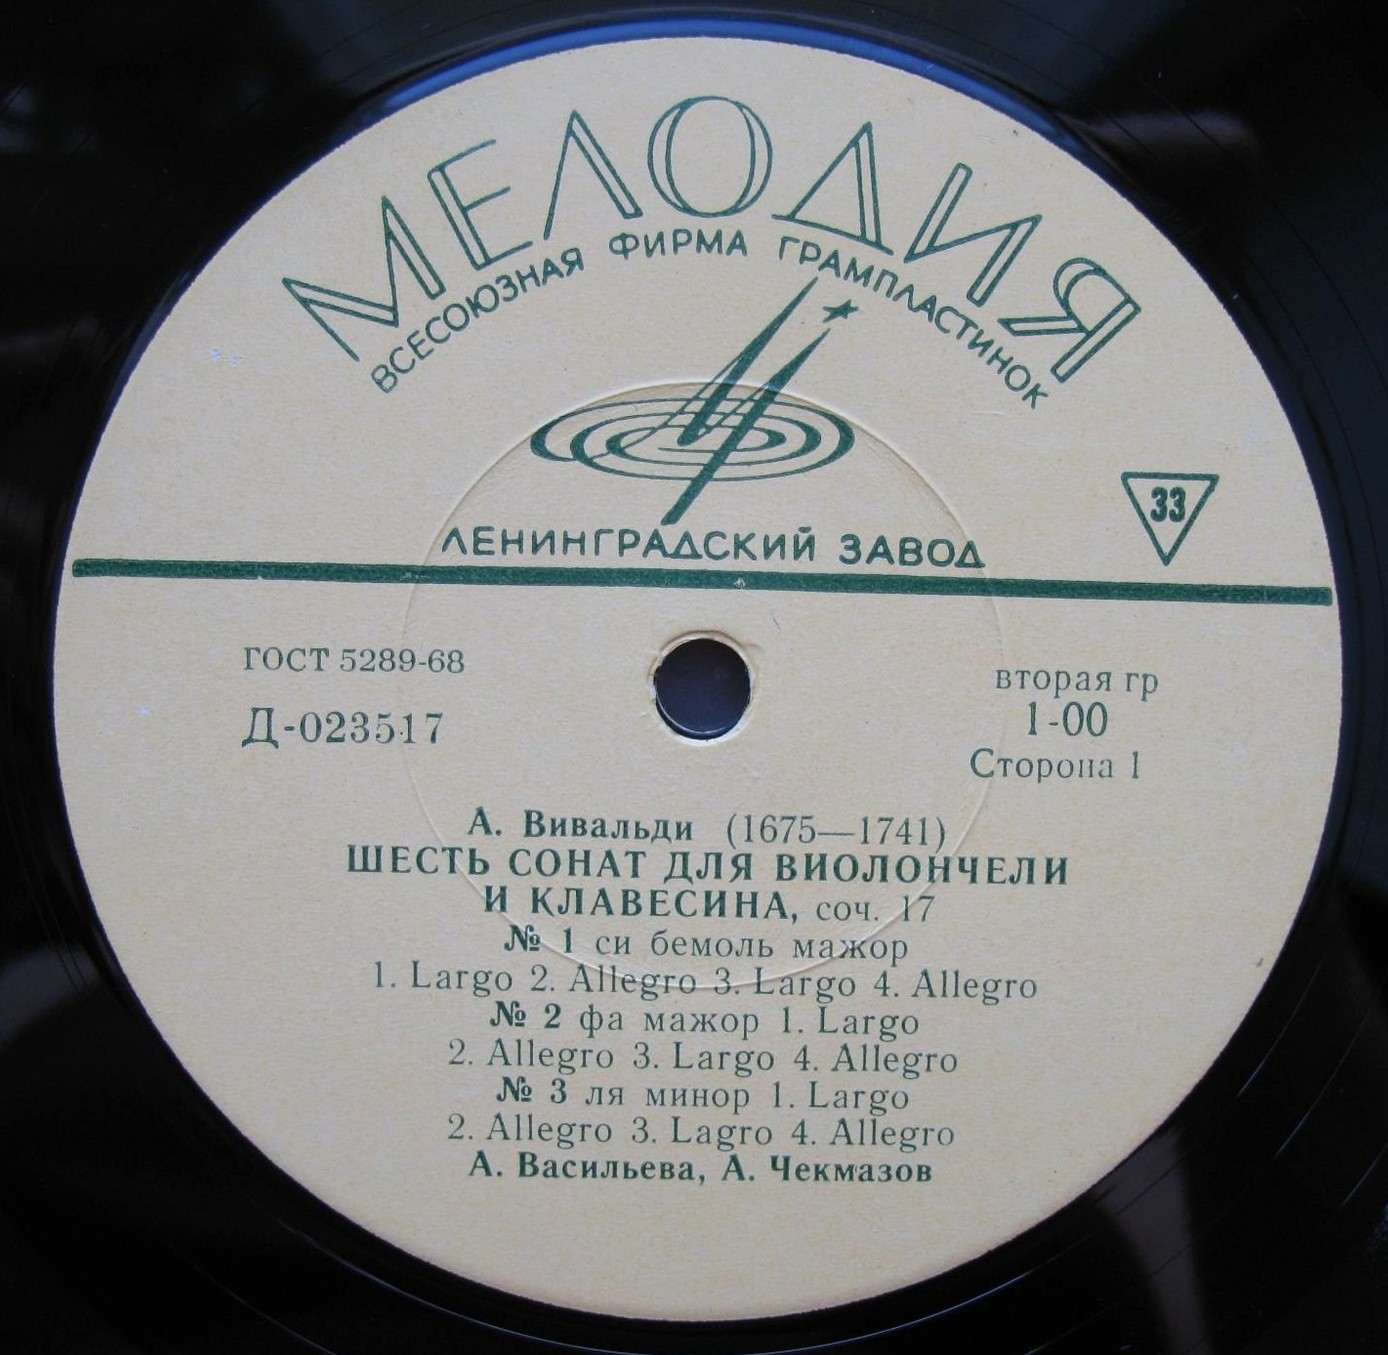 МЕЛОДИЯ
ВСЕСОЮЗНАЯ ФИРМА ГРАМПЛАСТИНОК
33
ЛЕНИНГРАДСКИЙ ЗАВОД
ГОСТ 5289-68
Д-023517
вторая гр
1-00
Сторона 1
А. Вивальди (1675—1741)
ШЕСТЬ СОНАТ ДЛЯ ВИОЛОНЧЕЛИ
И КЛАВЕСИНА, соч. 17
№ 1 си бемоль мажор
1. Largo 2. Allegro 3. Largo 4. Allegro
№ 2 фа мажор 1. Largo
2. Allegro 3. Largo 4. Allegro
№ 3 ля минор 1. Largo
2. Allegro 3. Lagro 4. Allegro
А. Васильева, А. Чекмазов